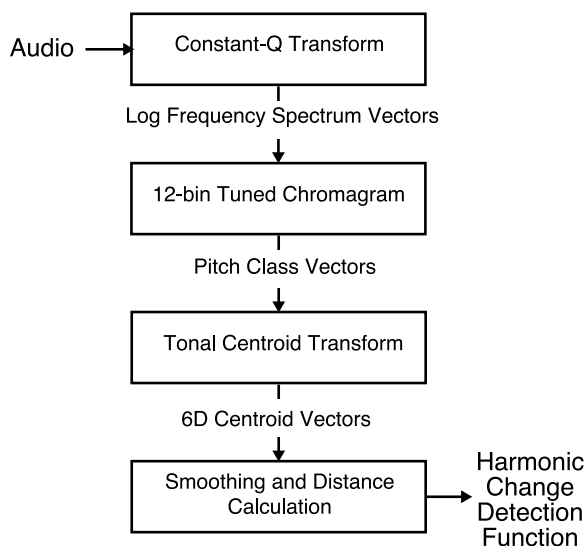 Audio
Constant-Q Transform
Log Frequency Spectrum Vectors
12-bin Tuned Chromagram
Pitch Class Vectors
Tonal Centroid Transform
6D Centroid Vectors
Smoothing and Distance
Calculation
Harmonic
Change
Detection
Function